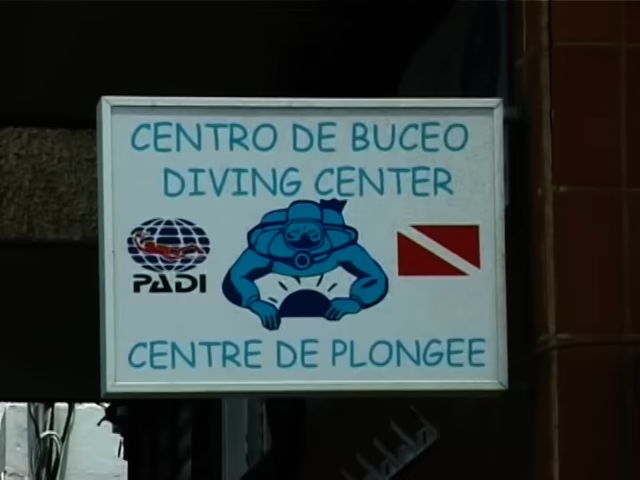 CENTRO DE BUCEO
DIVING CENTER
PADI
CENTRE DE PLONGEE